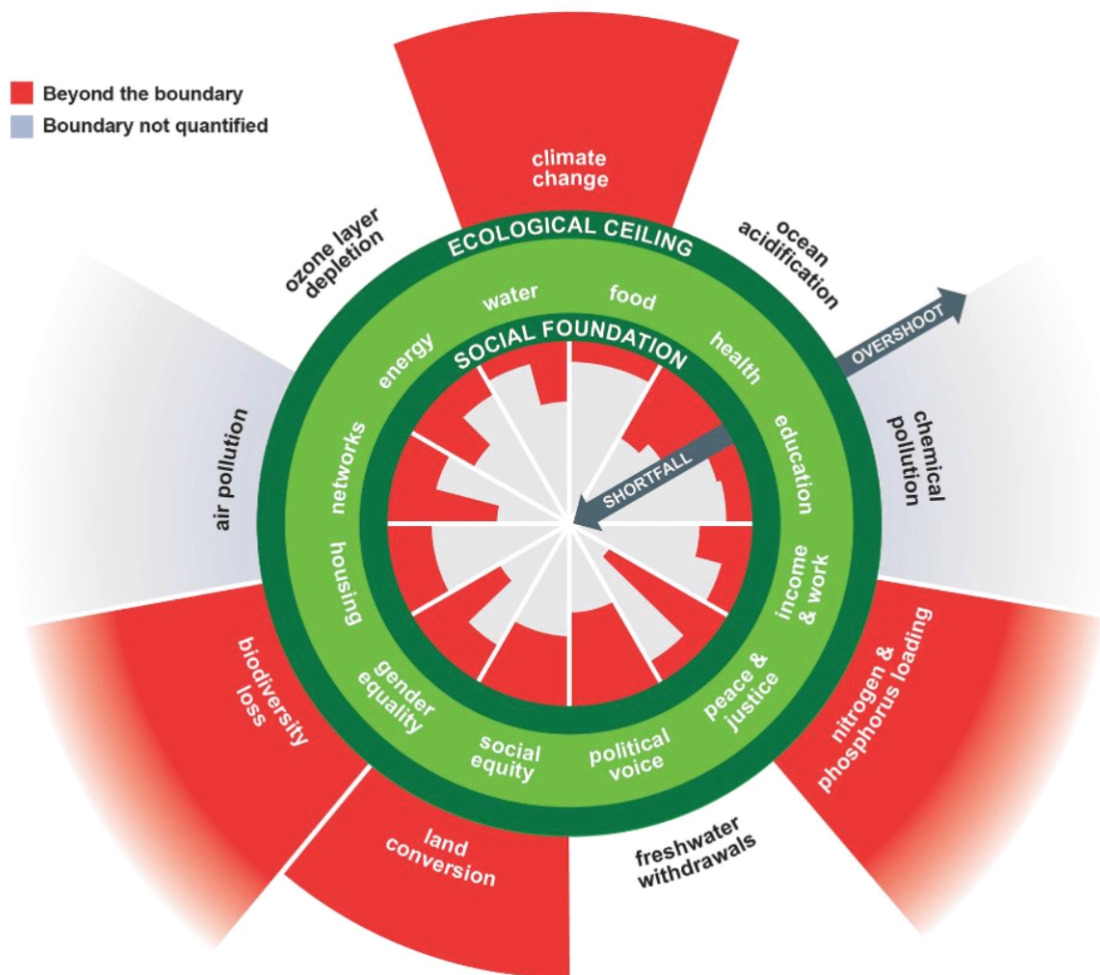 Beyond the boundary
Boundary not quantified
climate
change
ozone layer
depletion
ocean
acidification
ECOLOGICAL CEILING
OVERSHOOT
water
food
energy
health
SOCIAL FOUNDATION
networks
education
SHORTFALL
air pollution
chemical
pollution
housing
income
& work
biodiversity
loss
gender
equality
peace &
justice
nitrogen &
phosphorus loading
social
equity
political
voice
land
conversion
freshwater
withdrawals